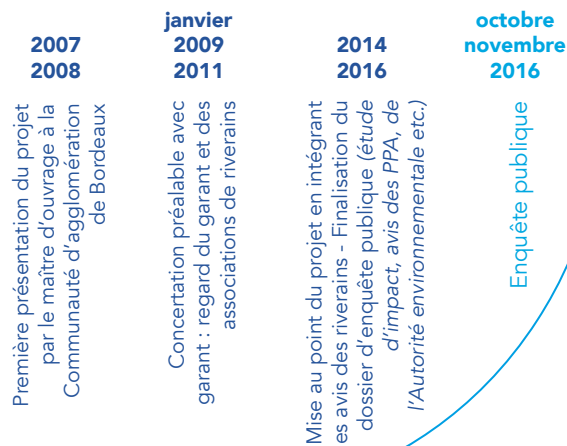 2007
2008
Première présentation du projet
par le maître d'ouvrage à la
Communauté d'agglomération
de Bordeaux
janvier
2009
2011
Concertation préalable avec
garant : regard du garant et des
associations de riverains
2014
2016
Mise au point du projet en intégrant
es avis des riverains - Finalisation du
dossier d'enquête publique (étude
d'impact, avis des PPA, de
l'Autorité environnementale etc.)
octobre
novembre
2016
Enquête publique